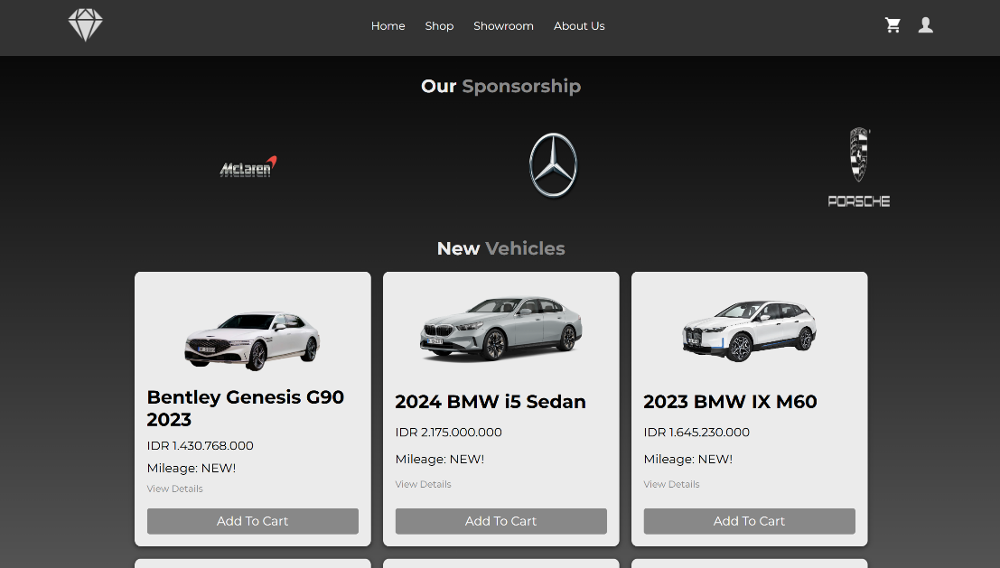 Home Shop Showroom About Us
Our Sponsorship
McLaren
PORSCHE
New Vehicles
Bentley Genesis G90
2023
IDR 1.430.768.000
Mileage: NEW!
View Details
Add To Cart
2024 BMW i5 Sedan
IDR 2.175.000.000
Mileage: NEW!
View Details
Add To Cart
2023 BMW IX M60
IDR 1.645.230.000
Mileage: NEW!
View Details
Add To Cart